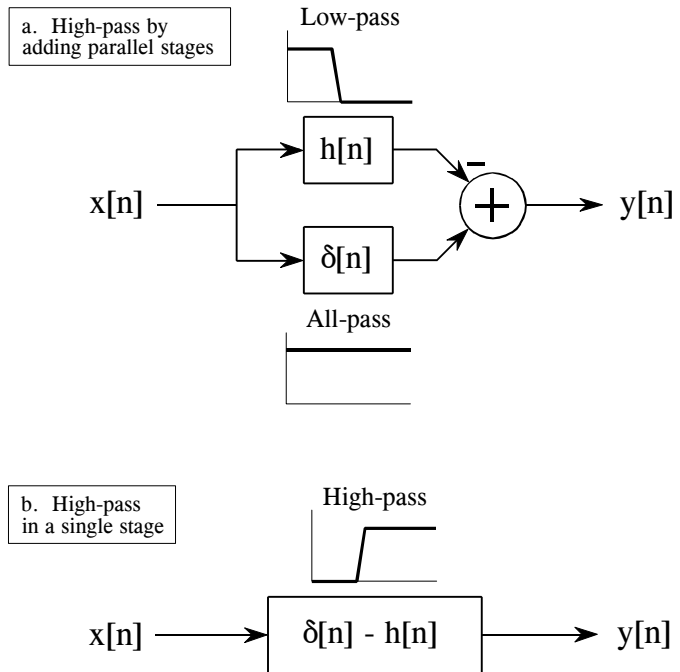 a. High-pass by
adding parallel stages
Low-pass
h[n]
–
x[n]
+
y[n]
δ[n]
All-pass
b. High-pass
in a single stage
High-pass
x[n]
δ[n] - h[n]
y[n]